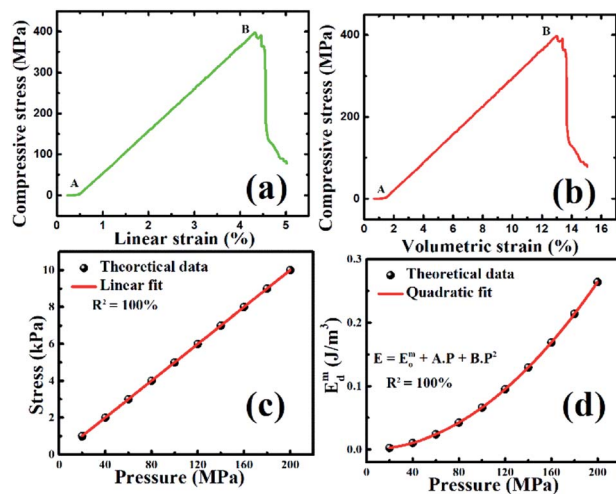 Compressive stress (MPa)
400
300
200
100
0
A
B
(a)
0
1
2
3
4
5
Linear strain (%)
Compressive stress (MPa)
400
200
0
A
B
(b)
0
2
4
6
8
10
12
14
16
Volumetric strain (%)
Stress (kPa)
10
8
6
4
2
0
Theoretical data
Linear fit
R² = 100%
(c)
0
40
80
120
160
200
Pressure (MPa)
E_d^m (J/m³)
0.3
0.2
0.1
0.0
Theoretical data
Quadratic fit
E = E_o^m + A.P + B.P²
R² = 100%
(d)
0
40
80
120
160
200
Pressure (MPa)